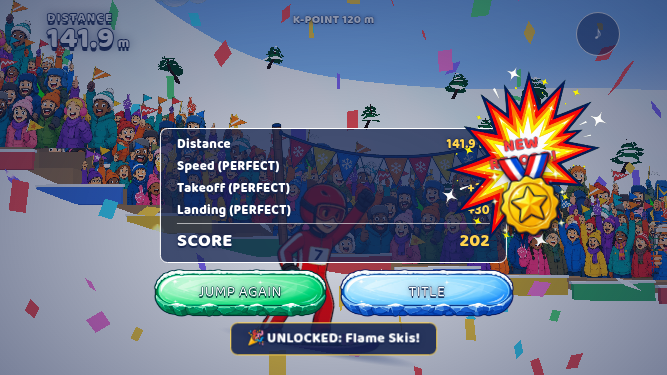 DISTANCE
141.9 m
K-POINT 120 m
Distance 141.9
Speed (PERFECT)
Takeoff (PERFECT)
Landing (PERFECT) +30
SCORE 202
NEW
7
JUMP AGAIN
TITLE
UNLOCKED: Flame Skis!